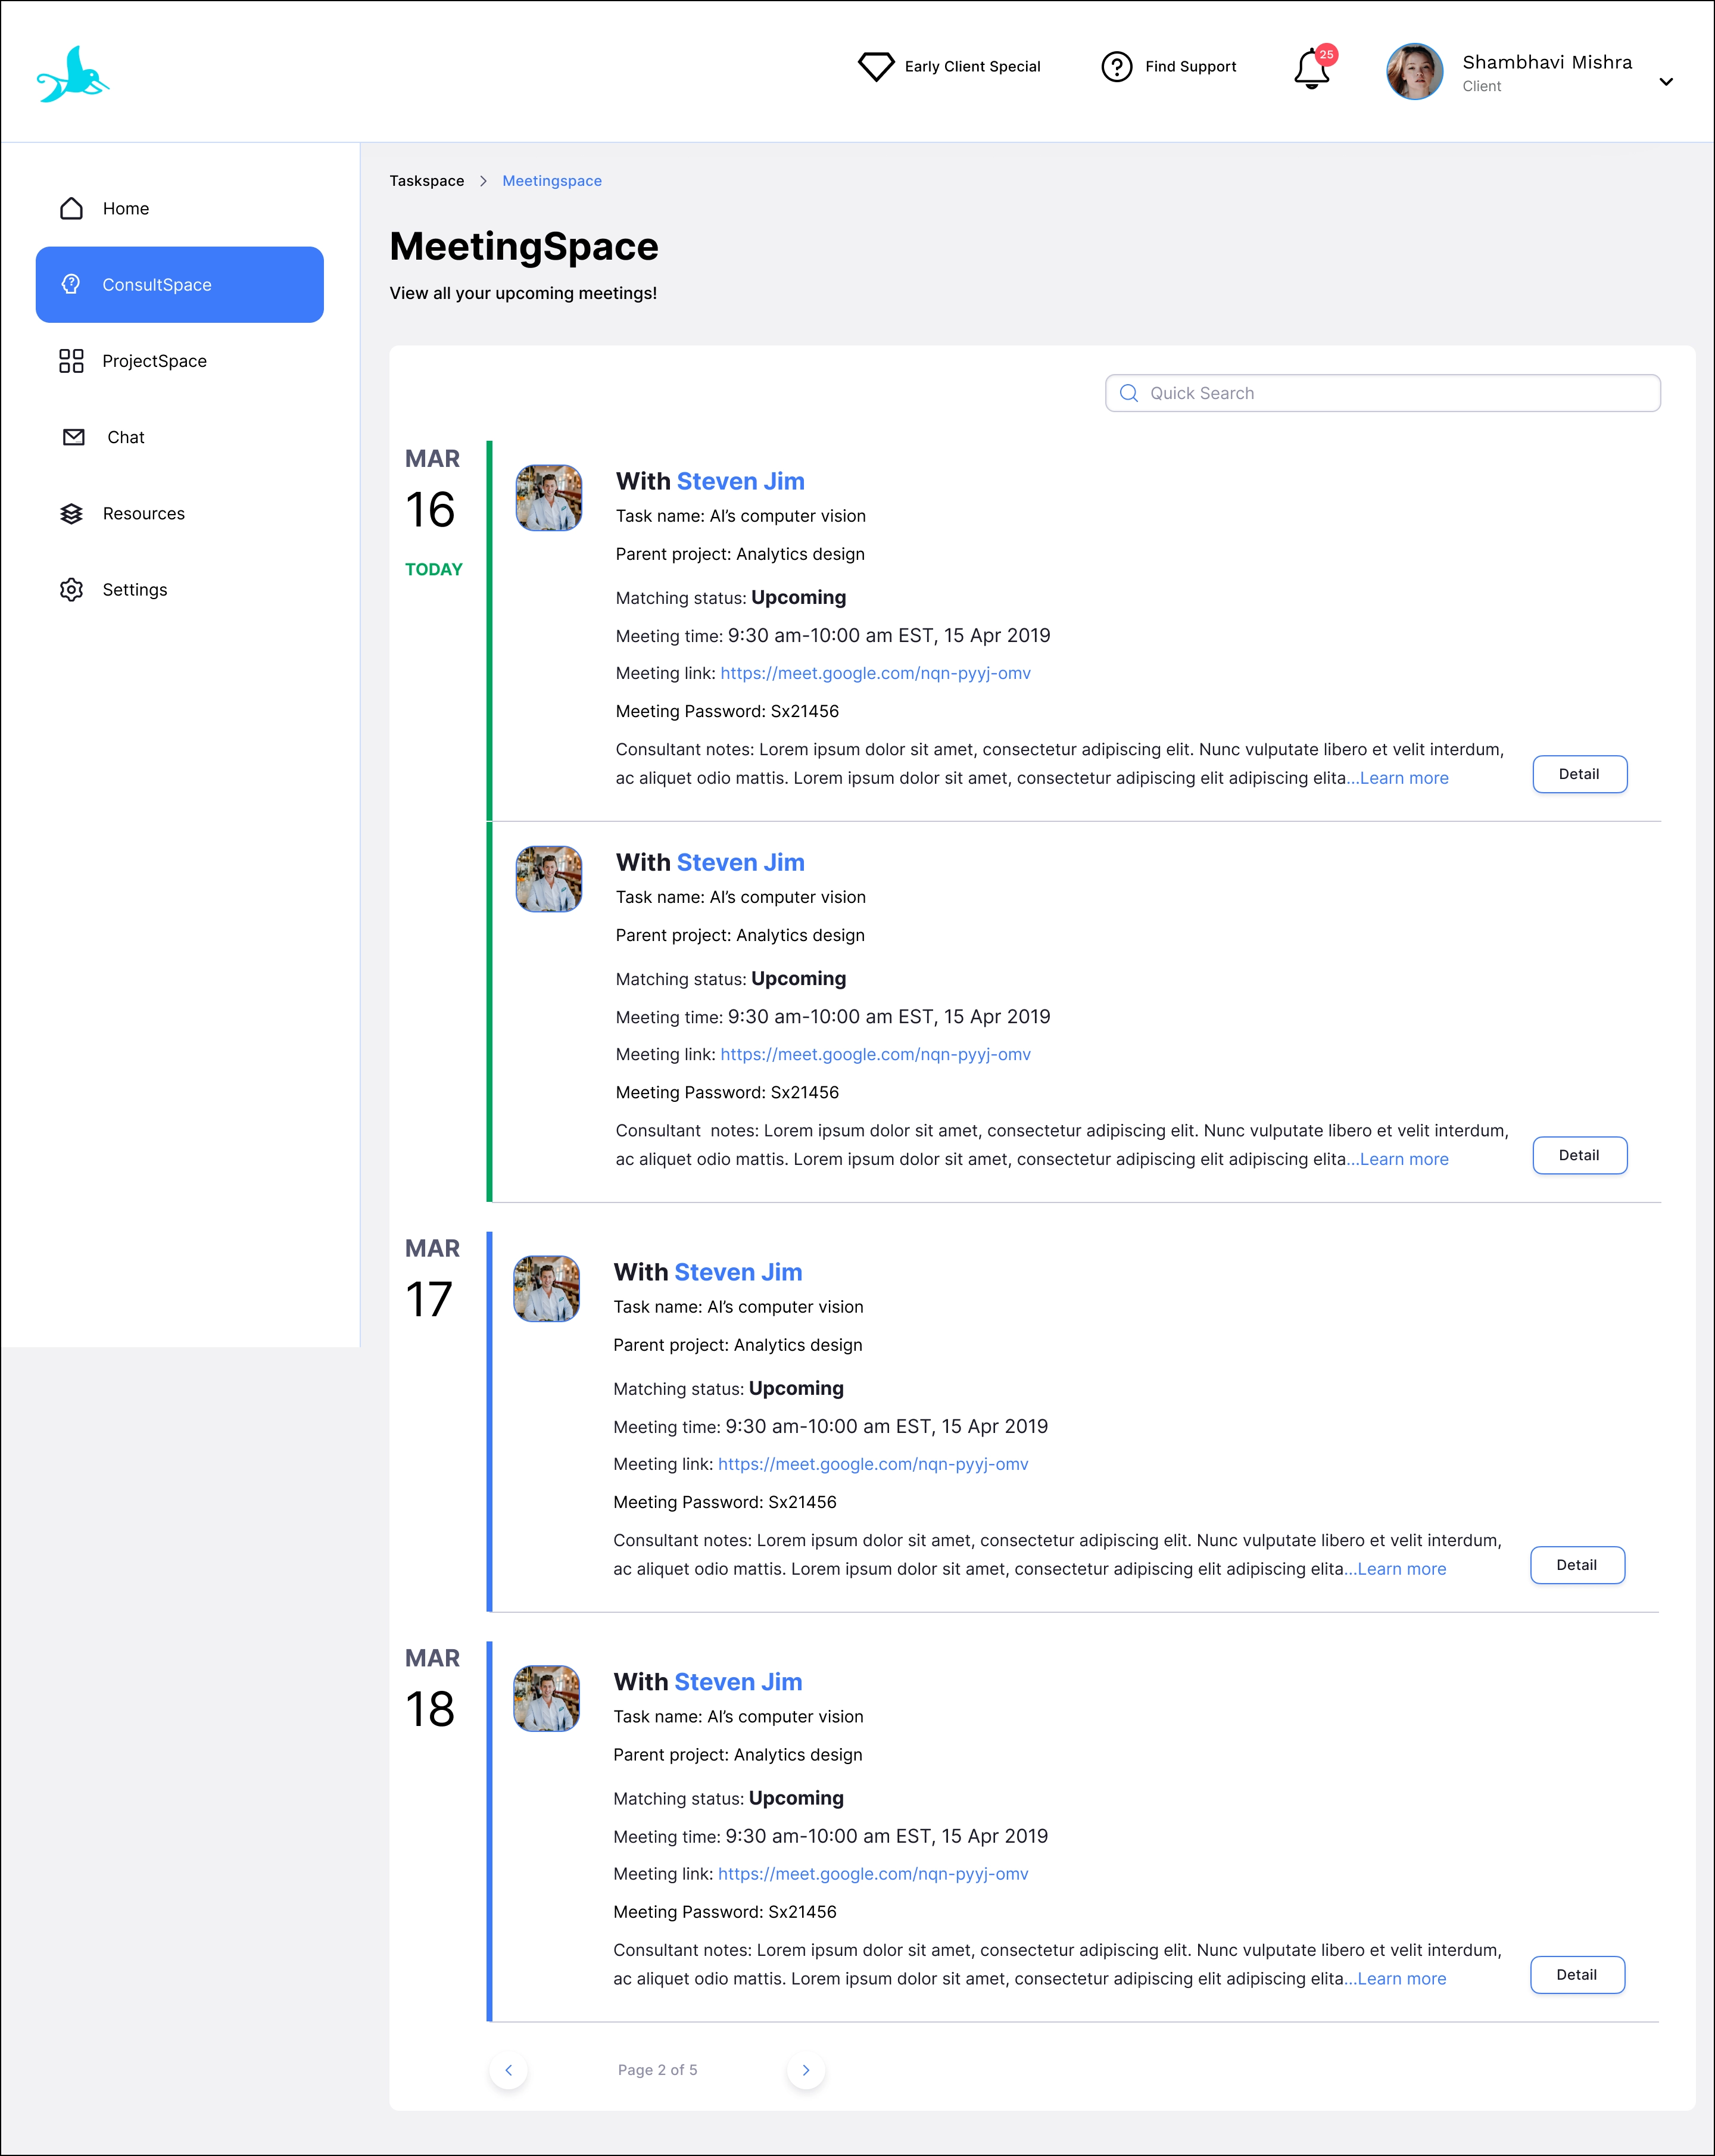 Early Client Special
Find Support
25
Shambhavi Mishra
Client
Home
ConsultSpace
ProjectSpace
Chat
Resources
Settings
Taskspace > Meetingspace
MeetingSpace
View all your upcoming meetings!
Quick Search
MAR
16
TODAY
With Steven Jim
Task name: AI's computer vision
Parent project: Analytics design
Matching status: Upcoming
Meeting time: 9:30 am-10:00 am EST, 15 Apr 2019
Meeting link: https://meet.google.com/nqn-pyyj-omv
Meeting Password: Sx21456
Consultant notes: Lorem ipsum dolor sit amet, consectetur adipiscing elit. Nunc vulputate libero et velit interdum,
ac aliquet odio mattis. Lorem ipsum dolor sit amet, consectetur adipiscing elit adipiscing elita...Learn more
Detail
With Steven Jim
Task name: AI's computer vision
Parent project: Analytics design
Matching status: Upcoming
Meeting time: 9:30 am-10:00 am EST, 15 Apr 2019
Meeting link: https://meet.google.com/nqn-pyyj-omv
Meeting Password: Sx21456
Consultant  notes: Lorem ipsum dolor sit amet, consectetur adipiscing elit. Nunc vulputate libero et velit interdum,
ac aliquet odio mattis. Lorem ipsum dolor sit amet, consectetur adipiscing elit adipiscing elita...Learn more
Detail
MAR
17
With Steven Jim
Task name: AI's computer vision
Parent project: Analytics design
Matching status: Upcoming
Meeting time: 9:30 am-10:00 am EST, 15 Apr 2019
Meeting link: https://meet.google.com/nqn-pyyj-omv
Meeting Password: Sx21456
Consultant notes: Lorem ipsum dolor sit amet, consectetur adipiscing elit. Nunc vulputate libero et velit interdum,
ac aliquet odio mattis. Lorem ipsum dolor sit amet, consectetur adipiscing elit adipiscing elita...Learn more
Detail
MAR
18
With Steven Jim
Task name: AI's computer vision
Parent project: Analytics design
Matching status: Upcoming
Meeting time: 9:30 am-10:00 am EST, 15 Apr 2019
Meeting link: https://meet.google.com/nqn-pyyj-omv
Meeting Password: Sx21456
Consultant notes: Lorem ipsum dolor sit amet, consectetur adipiscing elit. Nunc vulputate libero et velit interdum,
ac aliquet odio mattis. Lorem ipsum dolor sit amet, consectetur adipiscing elit adipiscing elita...Learn more
Detail
Page 2 of 5